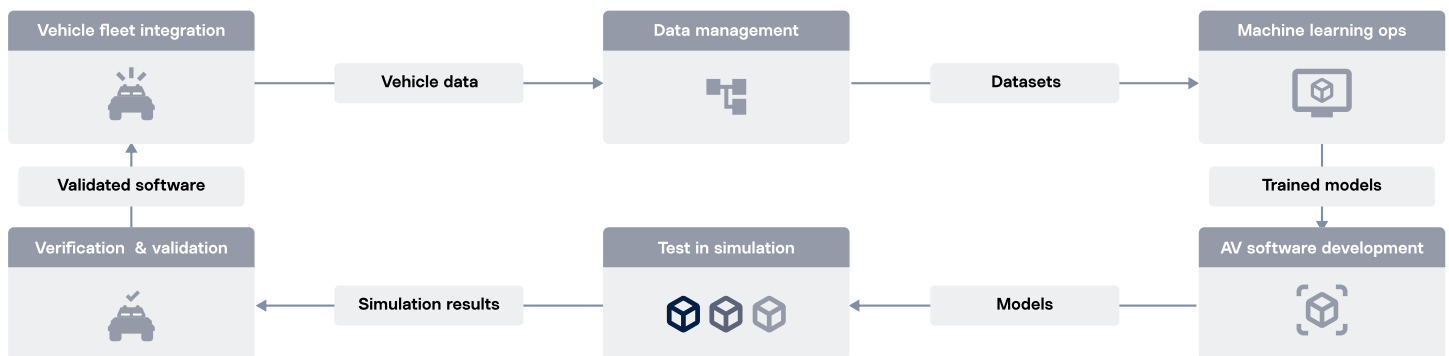 Vehicle fleet integration
Vehicle data
Data management
Datasets
Machine learning ops
Validated software
Trained models
Verification & validation
Simulation results
Test in simulation
Models
AV software development